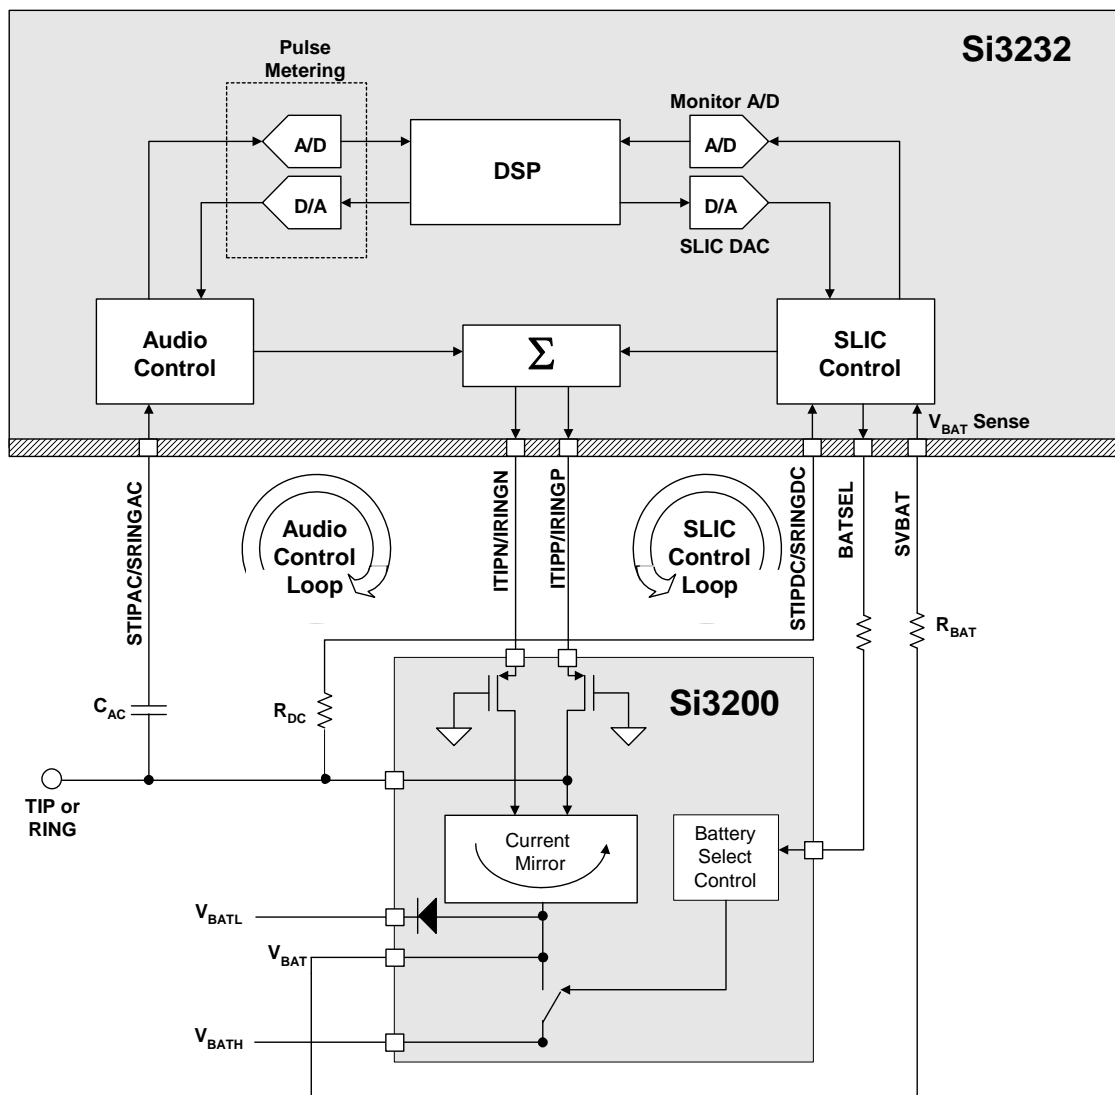 Si3232
Pulse
Metering
Monitor A/D
A/D
DSP
A/D
D/A
D/A
SLIC DAC
Audio
Control
Σ
SLIC
Control
VBAT Sense
STIPAC/SRINGAC
Audio
Control
Loop
ITIPN/IRINGN
ITIPP/IRINGP
SLIC
Control
Loop
STIPDC/SRINGDC
BATSEL
SVBAT
RBAT
CAC
RDC
Si3200
TIP or
RING
Current
Mirror
Battery
Select
Control
VBATL
VBAT
VBATH